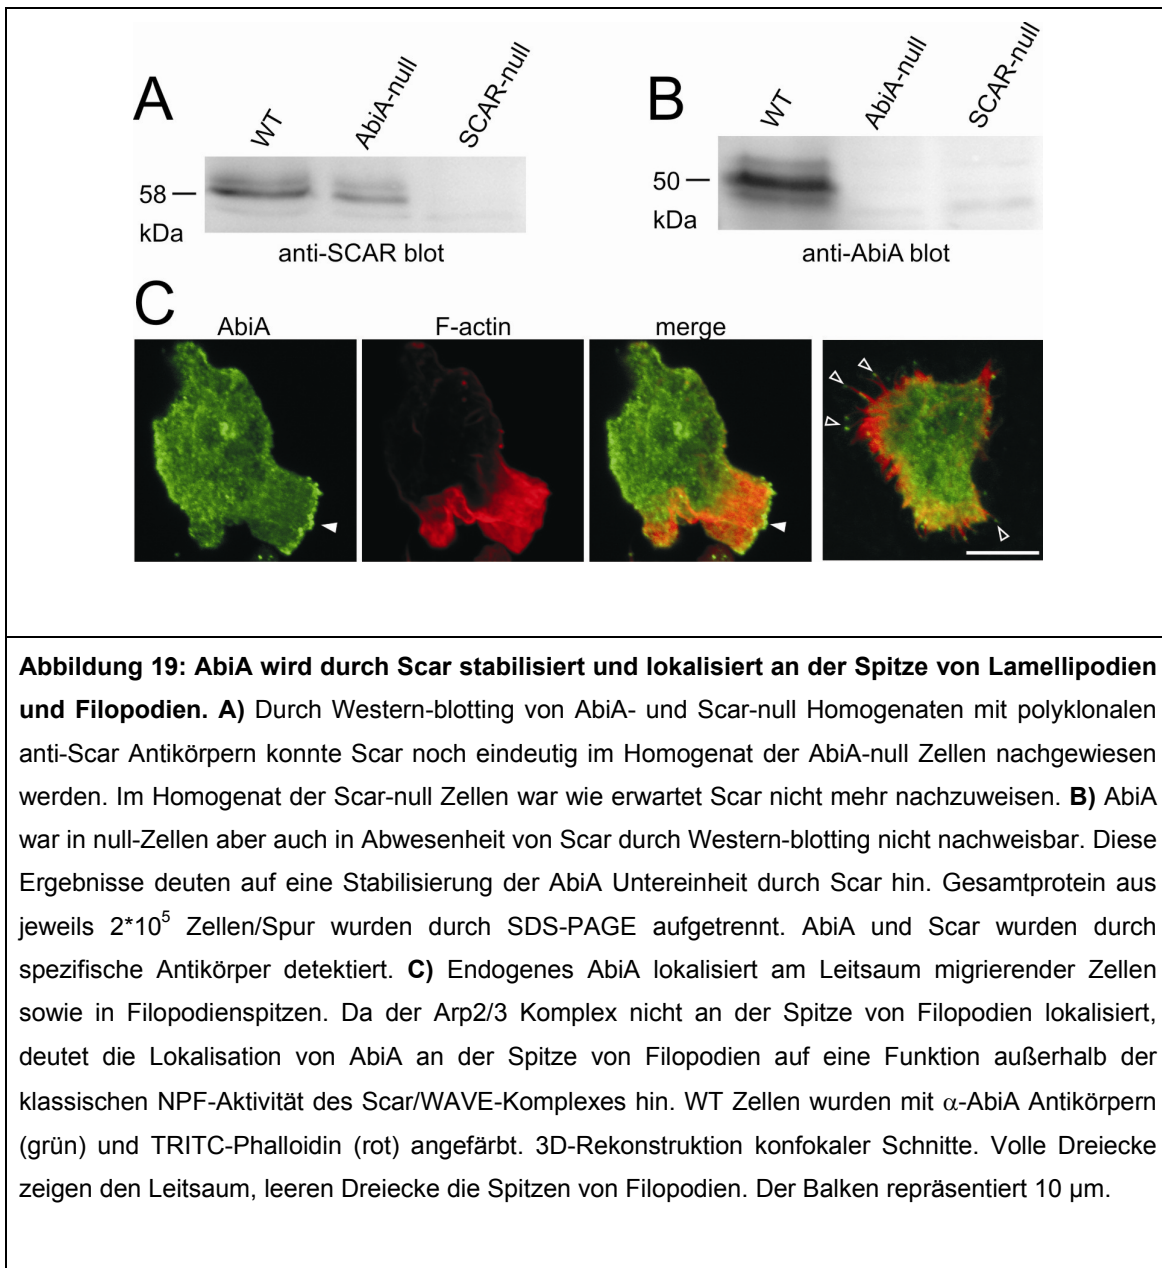 A
WT
AbiA-null
SCAR-null
58
kDa
anti-SCAR blot
B
WT
AbiA-null
SCAR-null
50
kDa
anti-AbiA blot
C
AbiA
F-actin
merge
Abbildung 19: AbiA wird durch Scar stabilisiert und lokalisiert an der Spitze von Lamellipodien
und Filopodien. A) Durch Western-blotting von AbiA- und Scar-null Homogenaten mit polyklonalen
anti-Scar Antikörpern konnte Scar noch eindeutig im Homogenat der AbiA-null Zellen nachgewiesen
werden. Im Homogenat der Scar-null Zellen war wie erwartet Scar nicht mehr nachzuweisen. B) AbiA
war in null-Zellen aber auch in Abwesenheit von Scar durch Western-blotting nicht nachweisbar. Diese
Ergebnisse deuten auf eine Stabilisierung der AbiA Untereinheit durch Scar hin. Gesamtprotein aus
jeweils 2*10⁵ Zellen/Spur wurden durch SDS-PAGE aufgetrennt. AbiA und Scar wurden durch
spezifische Antikörper detektiert. C) Endogenes AbiA lokalisiert am Leitsaum migrierender Zellen
sowie in Filopodienspitzen. Da der Arp2/3 Komplex nicht an der Spitze von Filopodien lokalisiert,
deutet die Lokalisation von AbiA an der Spitze von Filopodien auf eine Funktion außerhalb der
klassischen NPF-Aktivität des Scar/WAVE-Komplexes hin. WT Zellen wurden mit α-AbiA Antikörpern
(grün) und TRITC-Phalloidin (rot) angefärbt. 3D-Rekonstruktion konfokaler Schnitte. Volle Dreiecke
zeigen den Leitsaum, leeren Dreiecke die Spitzen von Filopodien. Der Balken repräsentiert 10 µm.